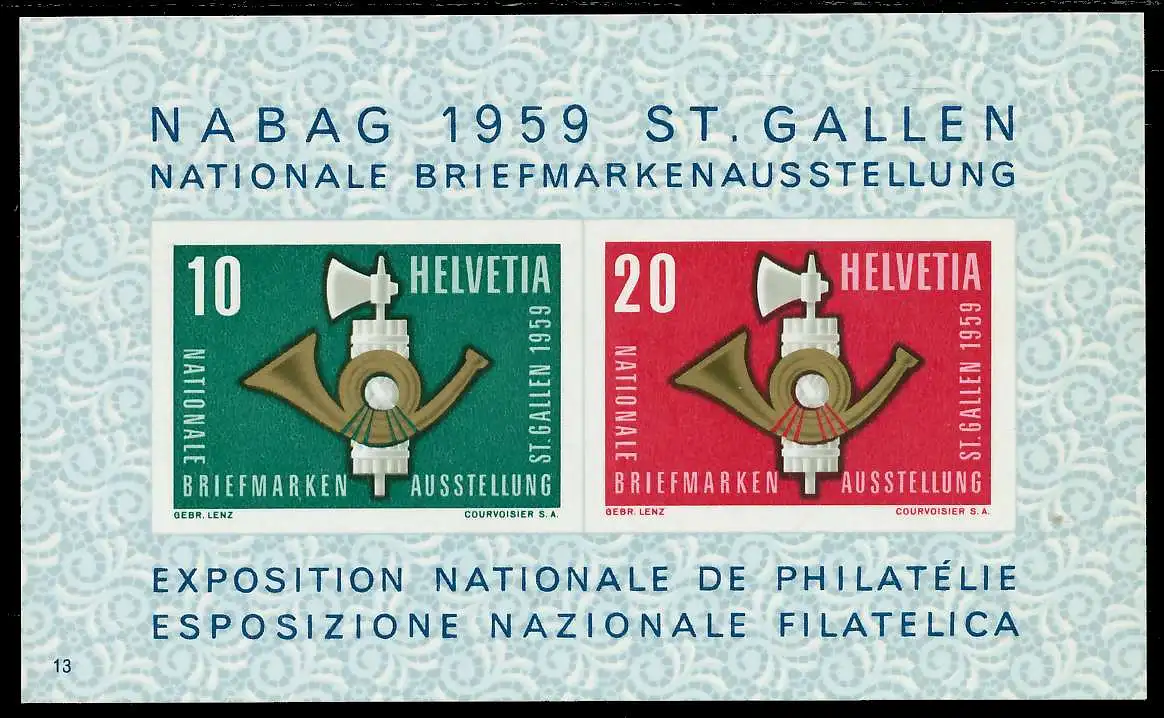 NABAG 1959 ST. GALLEN
NATIONALE BRIEFMARKENAUSSTELLUNG
10 HELVETIA
NATIONALE
ST. GALLEN 1959
BRIEFMARKEN AUSSTELLUNG
GEBR. LENZ COURVOISIER S.A.
20 HELVETIA
NATIONALE
ST. GALLEN 1959
BRIEFMARKEN AUSSTELLUNG
GEBR. LENZ COURVOISIER S.A.
EXPOSITION NATIONALE DE PHILATÉLIE
ESPOSIZIONE NAZIONALE FILATELICA
13